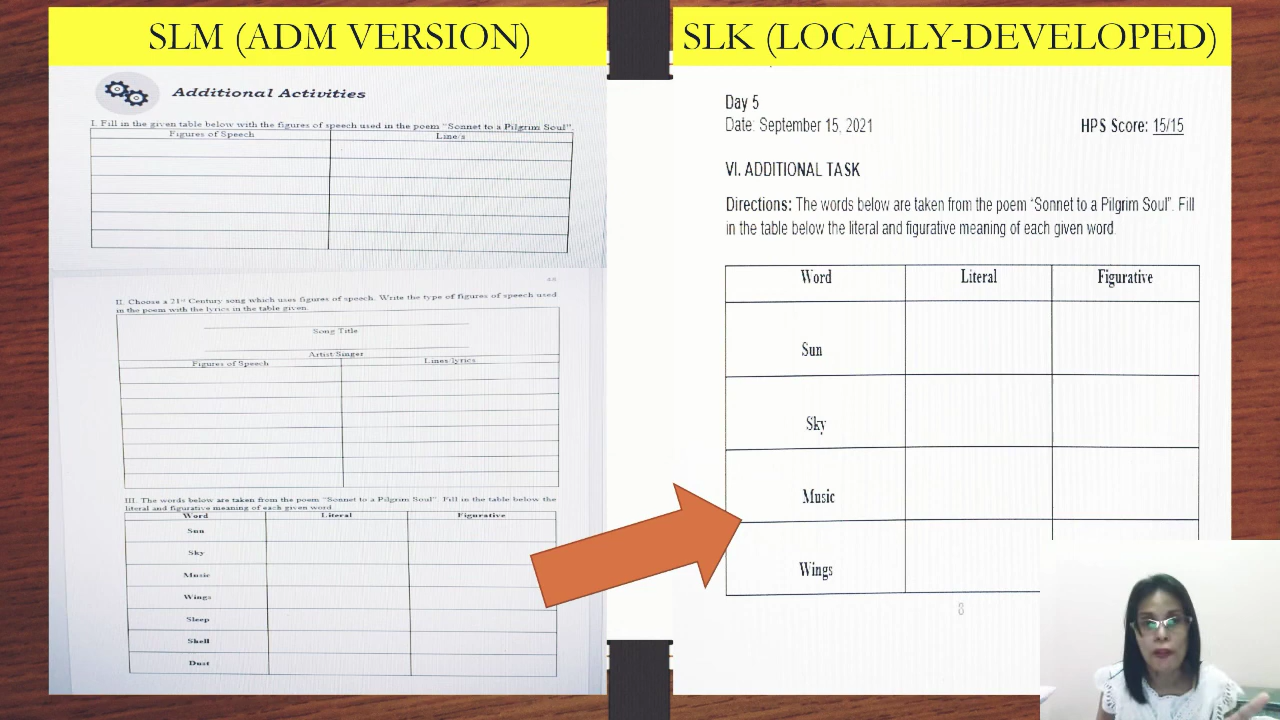 SLM (ADM VERSION)
Additional Activities
I. Fill in the given table below with the figures of speech used in the poem "Sonnet to a Pilgrim Soul".
Figures of Speech Line/s
II. Choose a 21st Century song which uses figures of speech. Write the type of figures of speech used
in the poem with the lyrics in the table given.
Song Title
Artist/Singer
Figures of Speech Lines/lyrics
III. The words below are taken from the poem "Sonnet to a Pilgrim Soul". Fill in the table below the
literal and figurative meaning of each given word.
Word Literal Figurative
Sun
Sky
Music
Wings
Sleep
Shell
Dust
SLK (LOCALLY-DEVELOPED)
Day 5
Date: September 15, 2021 HPS Score: 15/15
VI. ADDITIONAL TASK
Directions: The words below are taken from the poem "Sonnet to a Pilgrim Soul". Fill
in the table below the literal and figurative meaning of each given word.
Word Literal Figurative
Sun
Sky
Music
Wings
8